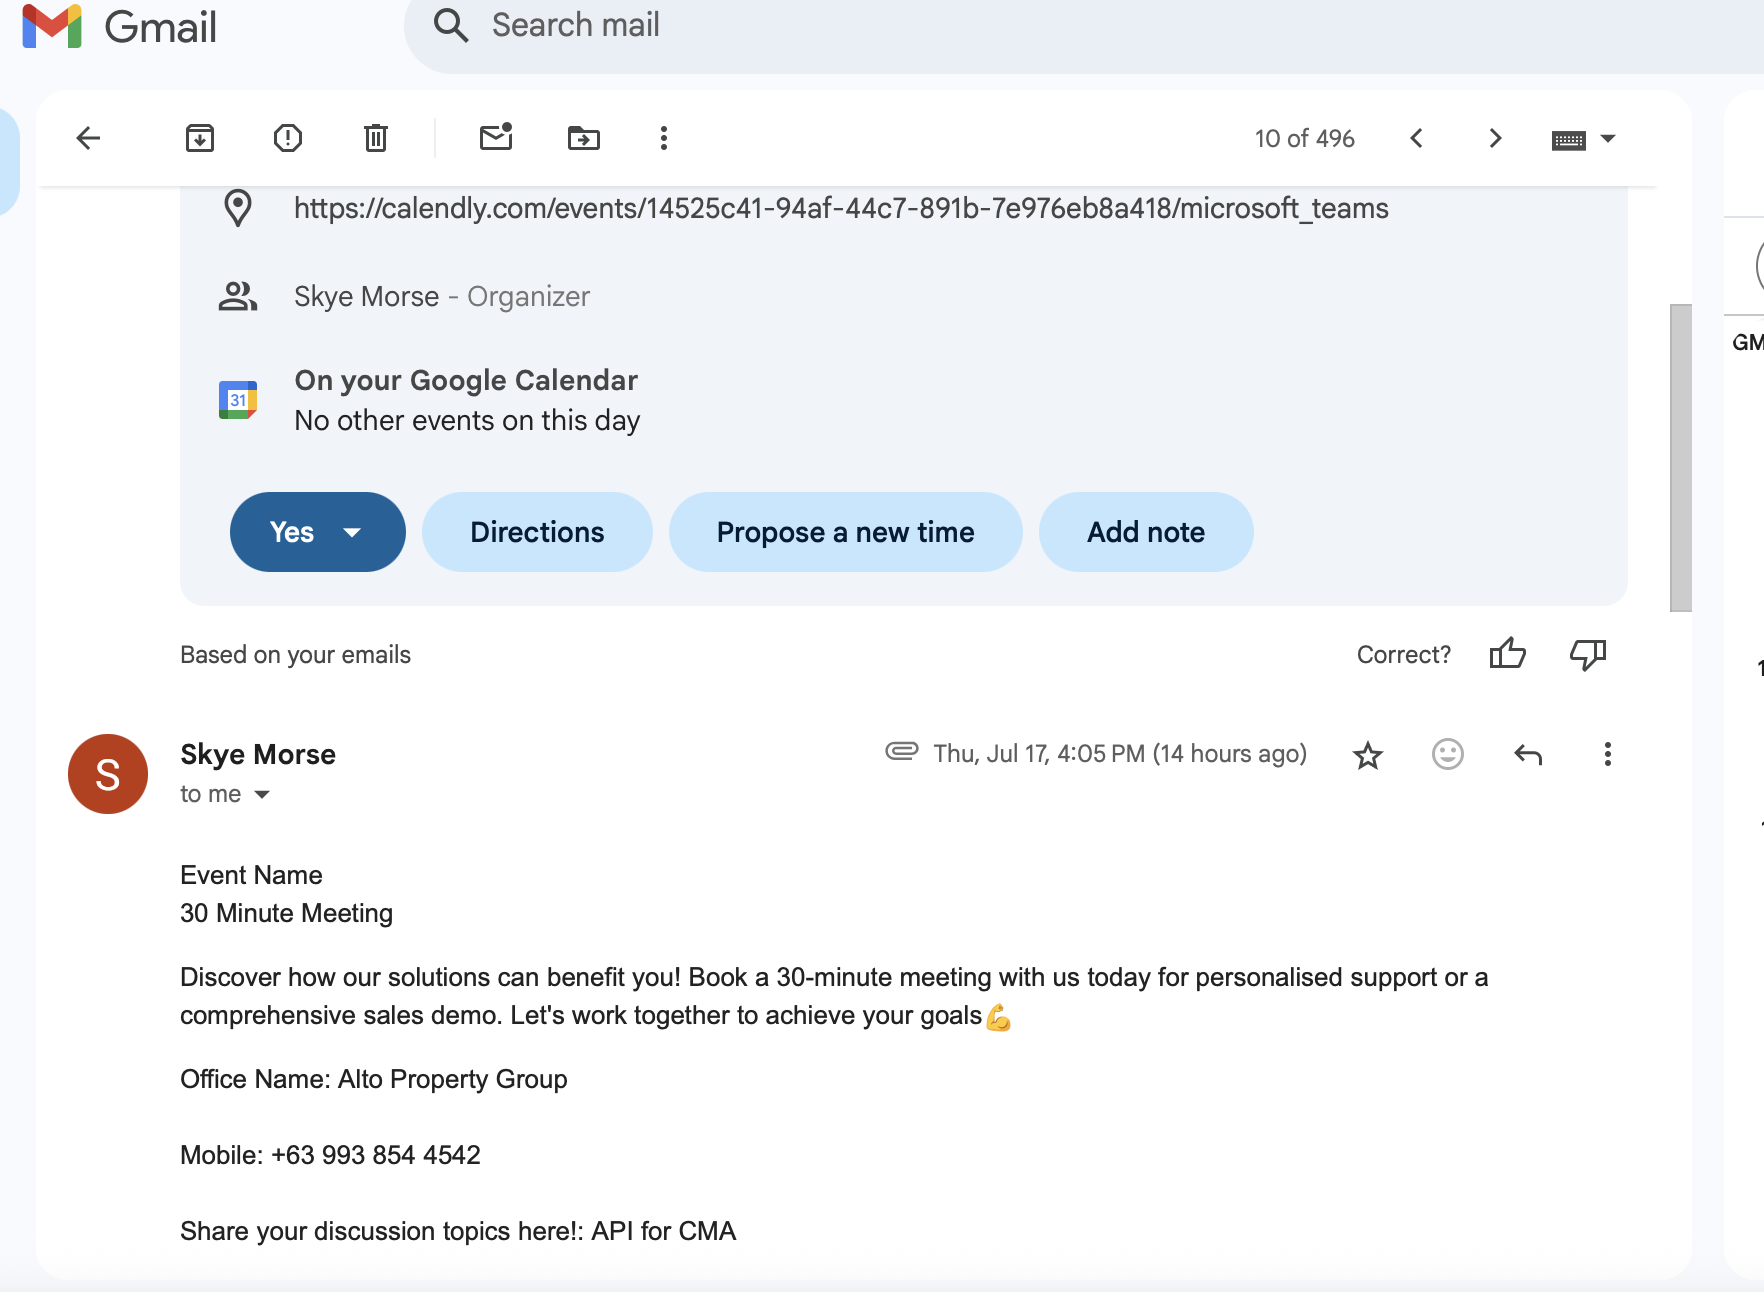 Gmail
Search mail
10 of 496
https://calendly.com/events/14525c41-94af-44c7-891b-7e976eb8a418/microsoft_teams
Skye Morse - Organizer
31
On your Google Calendar
No other events on this day
Yes
Directions
Propose a new time
Add note
Based on your emails
Correct?
S
Skye Morse
Thu, Jul 17, 4:05 PM (14 hours ago)
to me
Event Name
30 Minute Meeting
Discover how our solutions can benefit you! Book a 30-minute meeting with us today for personalised support or a
comprehensive sales demo. Let's work together to achieve your goals💪
Office Name: Alto Property Group
Mobile: +63 993 854 4542
Share your discussion topics here!: API for CMA
GM